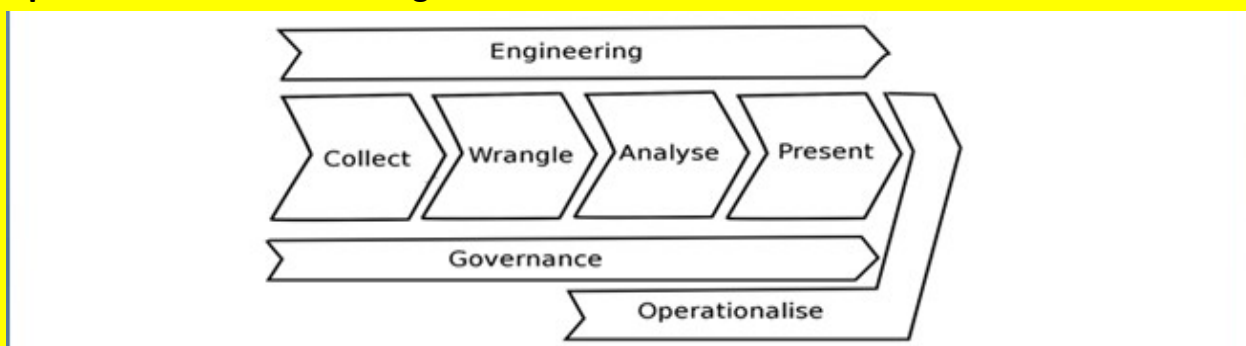 Engineering
Collect Wrangle Analyse Present
Governance
Operationalise